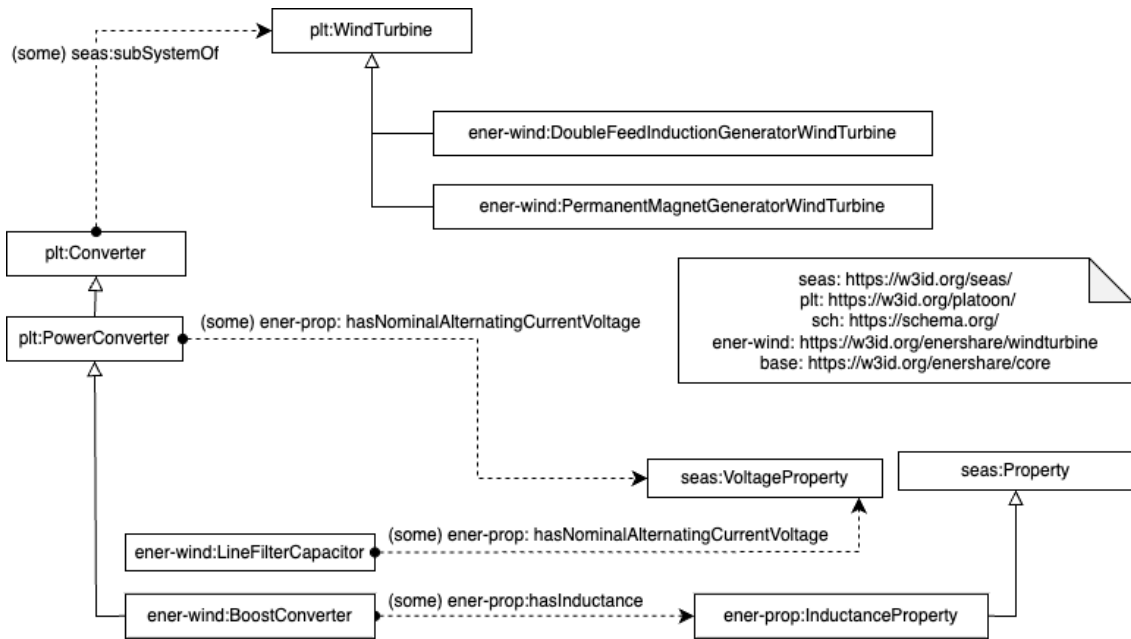 plt:WindTurbine
(some) seas:subSystemOf
ener-wind:DoubleFeedInductionGeneratorWindTurbine
ener-wind:PermanentMagnetGeneratorWindTurbine
plt:Converter
seas: https://w3id.org/seas/
plt: https://w3id.org/platoon/
sch: https://schema.org/
ener-wind: https://w3id.org/enershare/windturbine
base: https://w3id.org/enershare/core
plt:PowerConverter
(some) ener-prop: hasNominalAlternatingCurrentVoltage
seas:VoltageProperty
seas:Property
ener-wind:LineFilterCapacitor
(some) ener-prop: hasNominalAlternatingCurrentVoltage
ener-wind:BoostConverter
(some) ener-prop:hasInductance
ener-prop:InductanceProperty